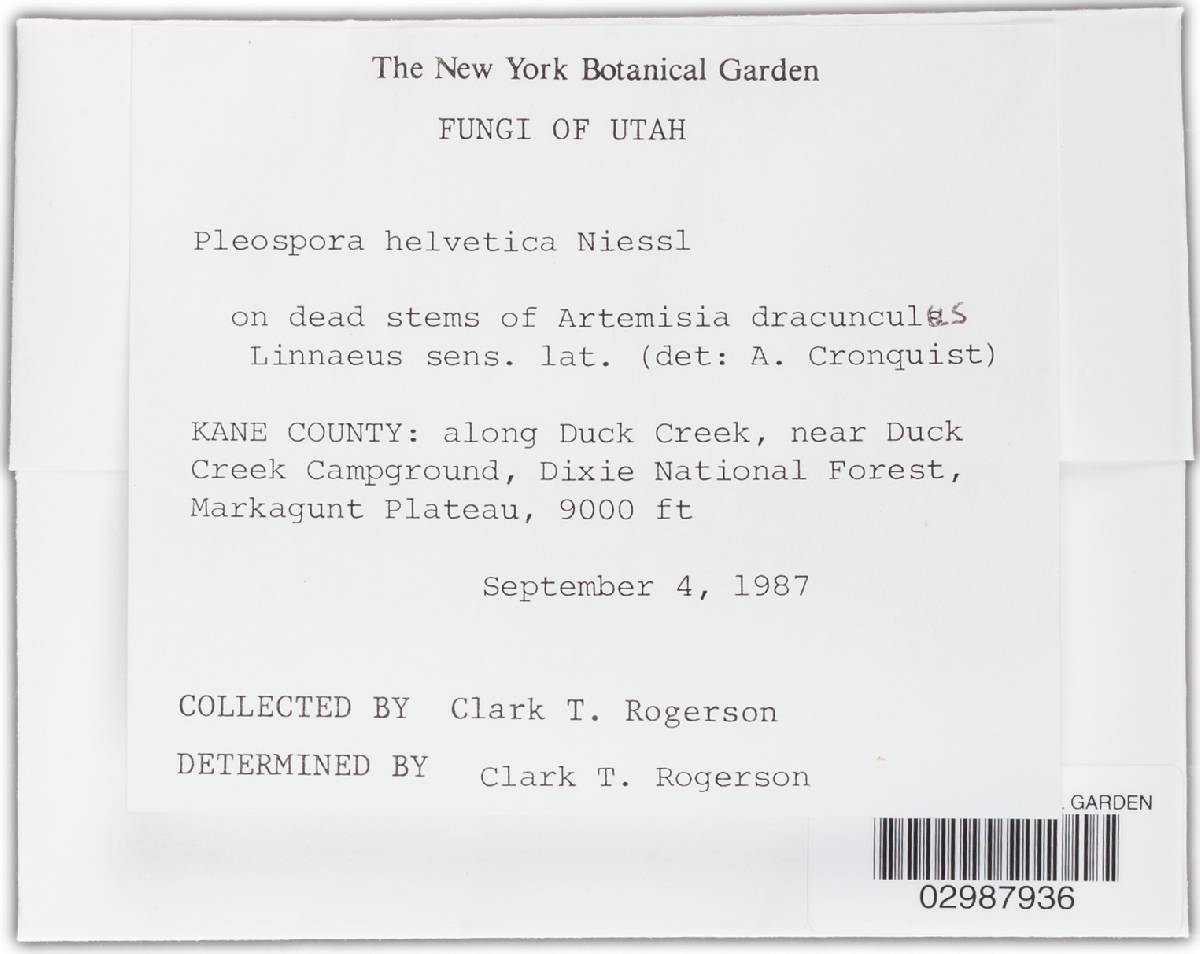 The New York Botanical Garden
FUNGI OF UTAH
Pleospora helvetica Niessl
on dead stems of Artemisia dracunculus
Linnaeus sens. lat. (det: A. Cronquist)
KANE COUNTY: along Duck Creek, near Duck
Creek Campground, Dixie National Forest,
Markagunt Plateau, 9000 ft
September 4, 1987
COLLECTED BY Clark T. Rogerson
DETERMINED BY Clark T. Rogerson
GARDEN
02987936